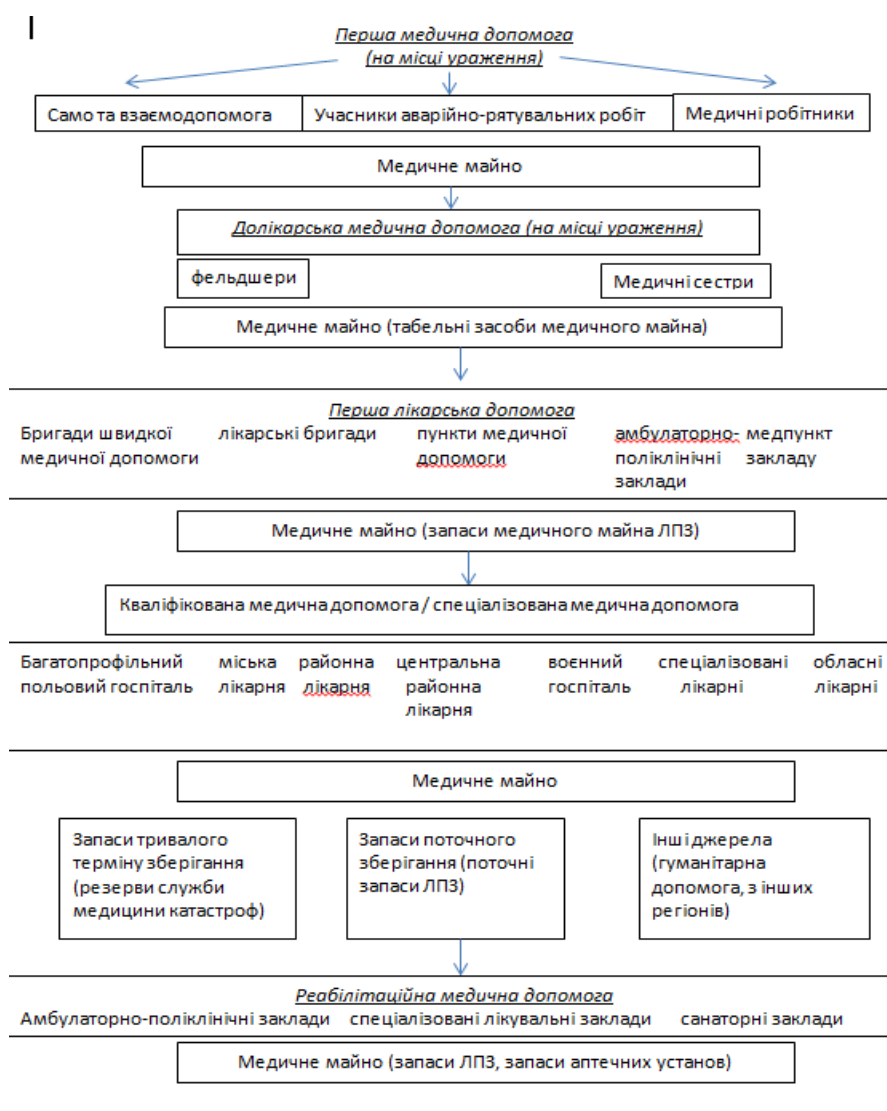 I
Перша медична допомога
(на місці ураження)
Само та взаємодопомога
Учасники аварійно-рятувальних робіт
Медичні робітники
Медичне майно
Долікарська медична допомога (на місці ураження)
фельдшери
Медичні сестри
Медичне майно (табельні засоби медичного майна)
Перша лікарська допомога
Бригади швидкої
медичної допомоги
лікарські бригади
пункти медичної
допомоги
амбулаторно-
поліклінічні
заклади
медпункт
закладу
Медичне майно (запаси медичного майна ЛПЗ)
Кваліфікована медична допомога / спеціалізована медична допомога
Багатопрофільний
польовий госпіталь
міська
лікарня
районна
лікарня
центральна
районна
лікарня
воєнний
госпіталь
спеціалізовані
лікарні
обласні
лікарні
Медичне майно
Запаси тривалого
терміну зберігання
(резерви служби
медицини катастроф)
Запаси поточного
зберігання (поточні
запаси ЛПЗ)
Інші джерела
(гуманітарна
допомога, з інших
регіонів)
Реабілітаційна медична допомога
Амбулаторно-поліклінічні заклади
спеціалізовані лікувальні заклади
санаторні заклади
Медичне майно (запаси ЛПЗ, запаси аптечних установ)